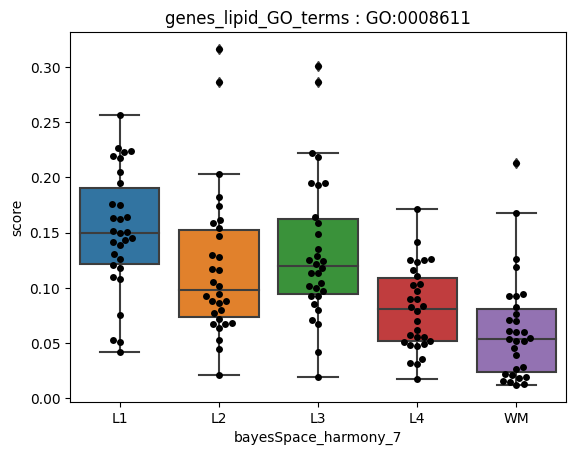 genes_lipid_GO_terms : GO:0008611
0.30
0.25
0.20
0.15
0.10
0.05
0.00
score
L1 L2 L3 L4 WM
bayesSpace_harmony_7